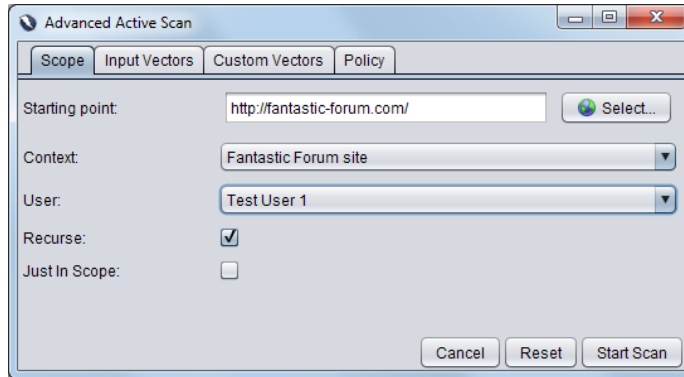 Advanced Active Scan
Scope Input Vectors Custom Vectors Policy
Starting point: http://fantastic-forum.com/ Select...
Context: Fantastic Forum site
User: Test User 1
Recurse:
Just In Scope:
Cancel Reset Start Scan